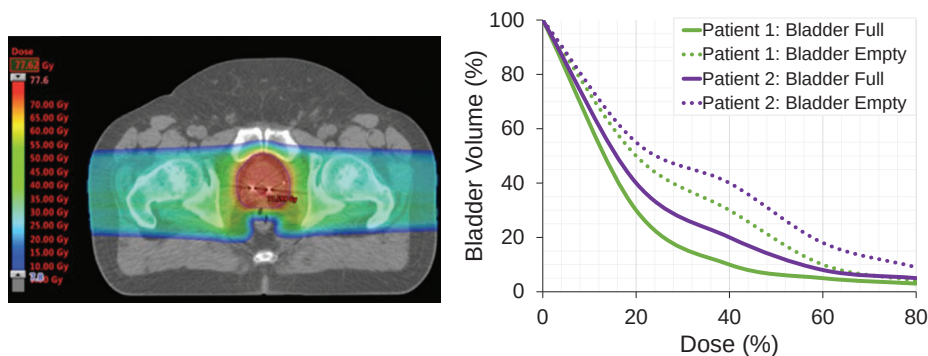 Dose
77.62 Gy
77.6
70.00 Gy
65.00 Gy
60.00 Gy
55.00 Gy
50.00 Gy
45.00 Gy
40.00 Gy
35.00 Gy
30.00 Gy
25.00 Gy
20.00 Gy
15.00 Gy
10.00 Gy
Gy
100
80
60
40
20
0
Bladder Volume (%)
Patient 1: Bladder Full
Patient 1: Bladder Empty
Patient 2: Bladder Full
Patient 2: Bladder Empty
0 20 40 60 80
Dose (%)